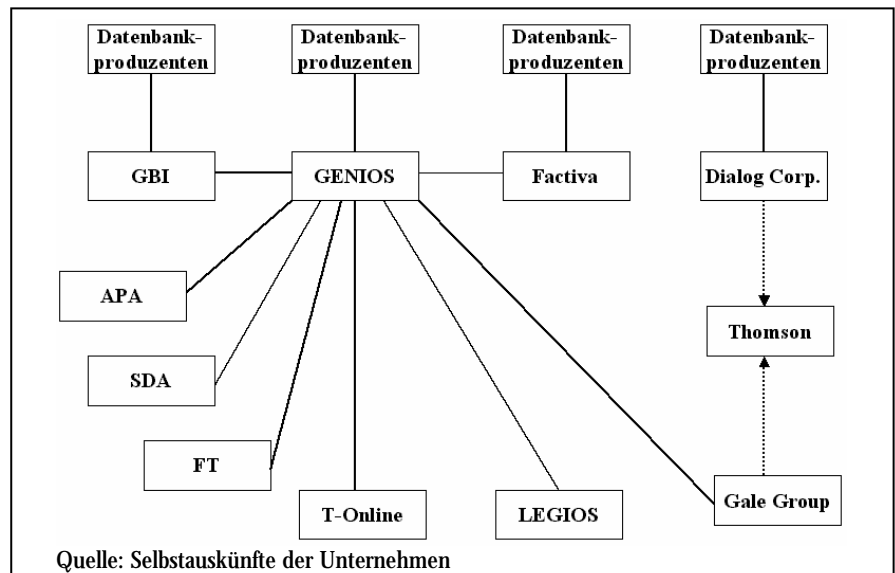 Datenbank-
produzenten
Datenbank-
produzenten
Datenbank-
produzenten
Datenbank-
produzenten
GBI
GENIOS
Factiva
Dialog Corp.
APA
Thomson
SDA
FT
T-Online
LEGIOS
Gale Group
Quelle: Selbstauskünfte der Unternehmen